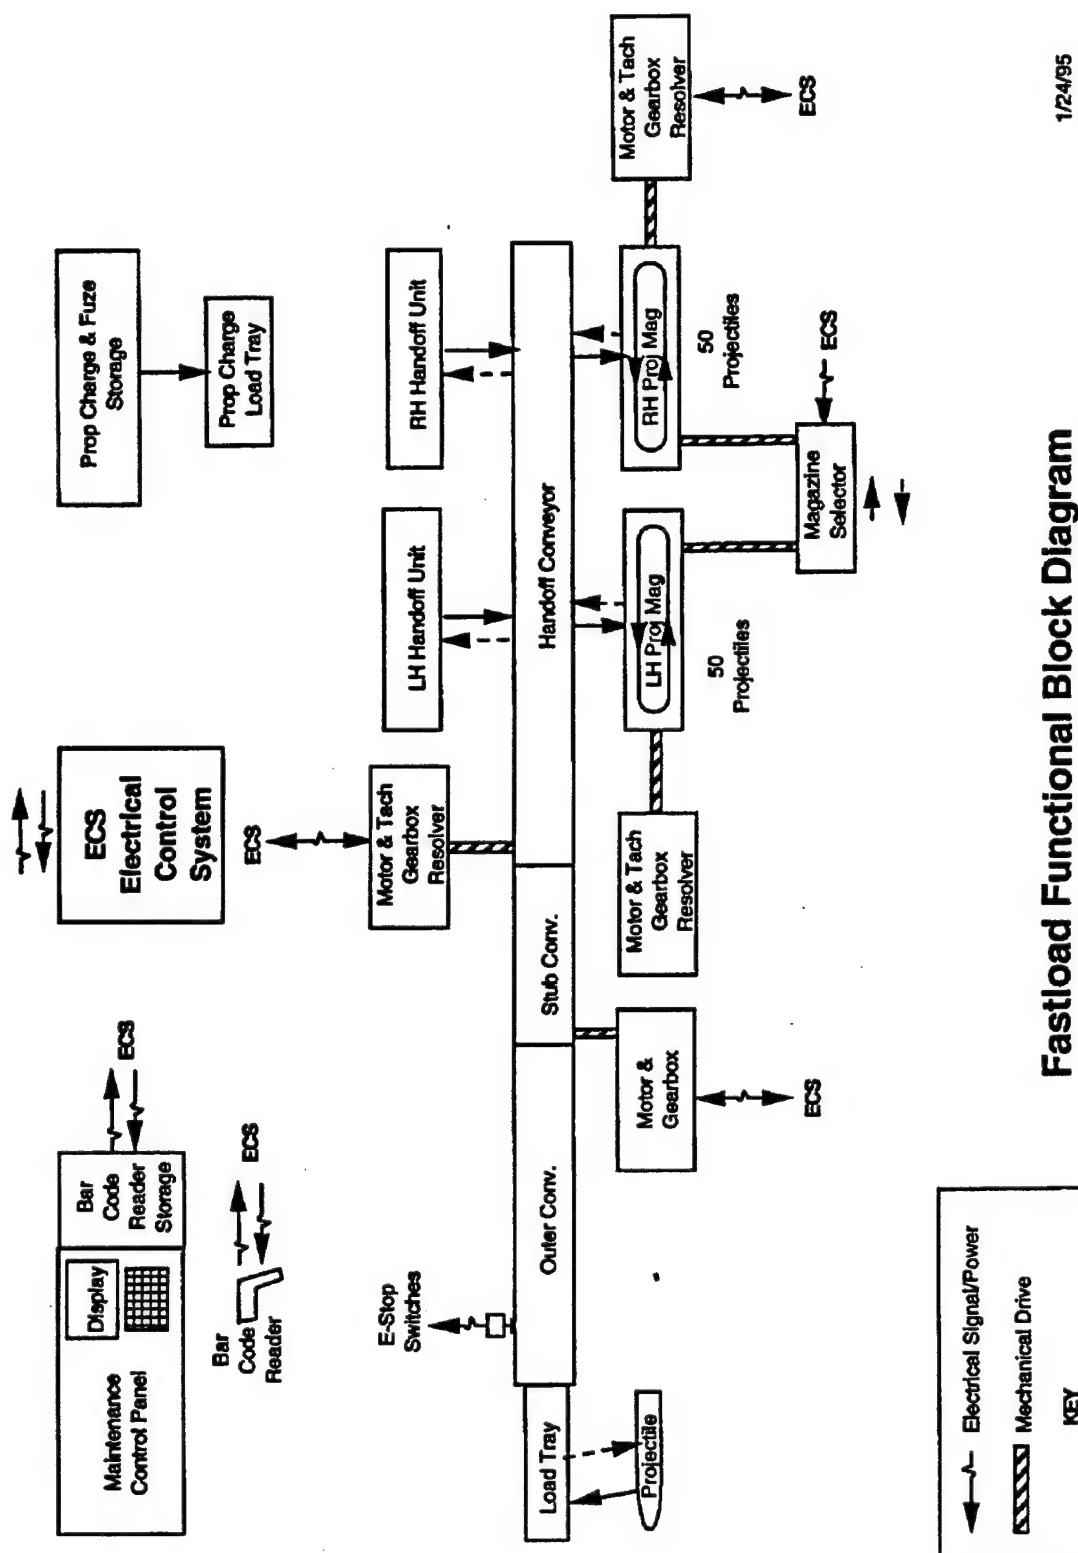 Maintenance
Control Panel
Display
Bar
Code
Reader
Storage
ECS
Bar
Code
Reader
ECS
ECS
Electrical
Control
System
Prop Charge & Fuze
Storage
Prop Charge
Load Tray
E-Stop
Switches
ECS
Motor & Tach
Gearbox
Resolver
LH Handoff Unit
RH Handoff Unit
Load Tray
Outer Conv.
Stub Conv.
Handoff Conveyor
Projectile
Motor &
Gearbox
ECS
Motor & Tach
Gearbox
Resolver
LH Proj Mag
50
Projectiles
RH Proj Mag
50
Projectiles
Motor & Tach
Gearbox
Resolver
ECS
Magazine
Selector
ECS
Electrical Signal/Power
Mechanical Drive
KEY
Fastload Functional Block Diagram
1/24/95